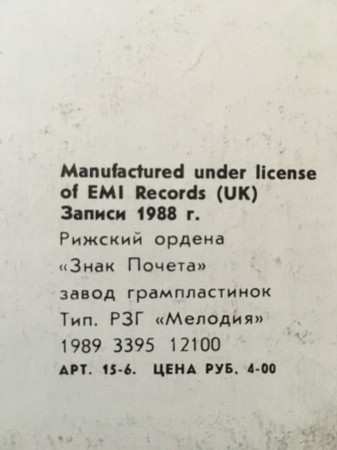 Manufactured under license
of EMI Records (UK)
Записи 1988 г.
Рижский ордена
«Знак Почета»
завод грампластинок
Тип. РЗГ «Мелодия»
1989 3395 12100
АРТ. 15-6. ЦЕНА РУБ. 4-00